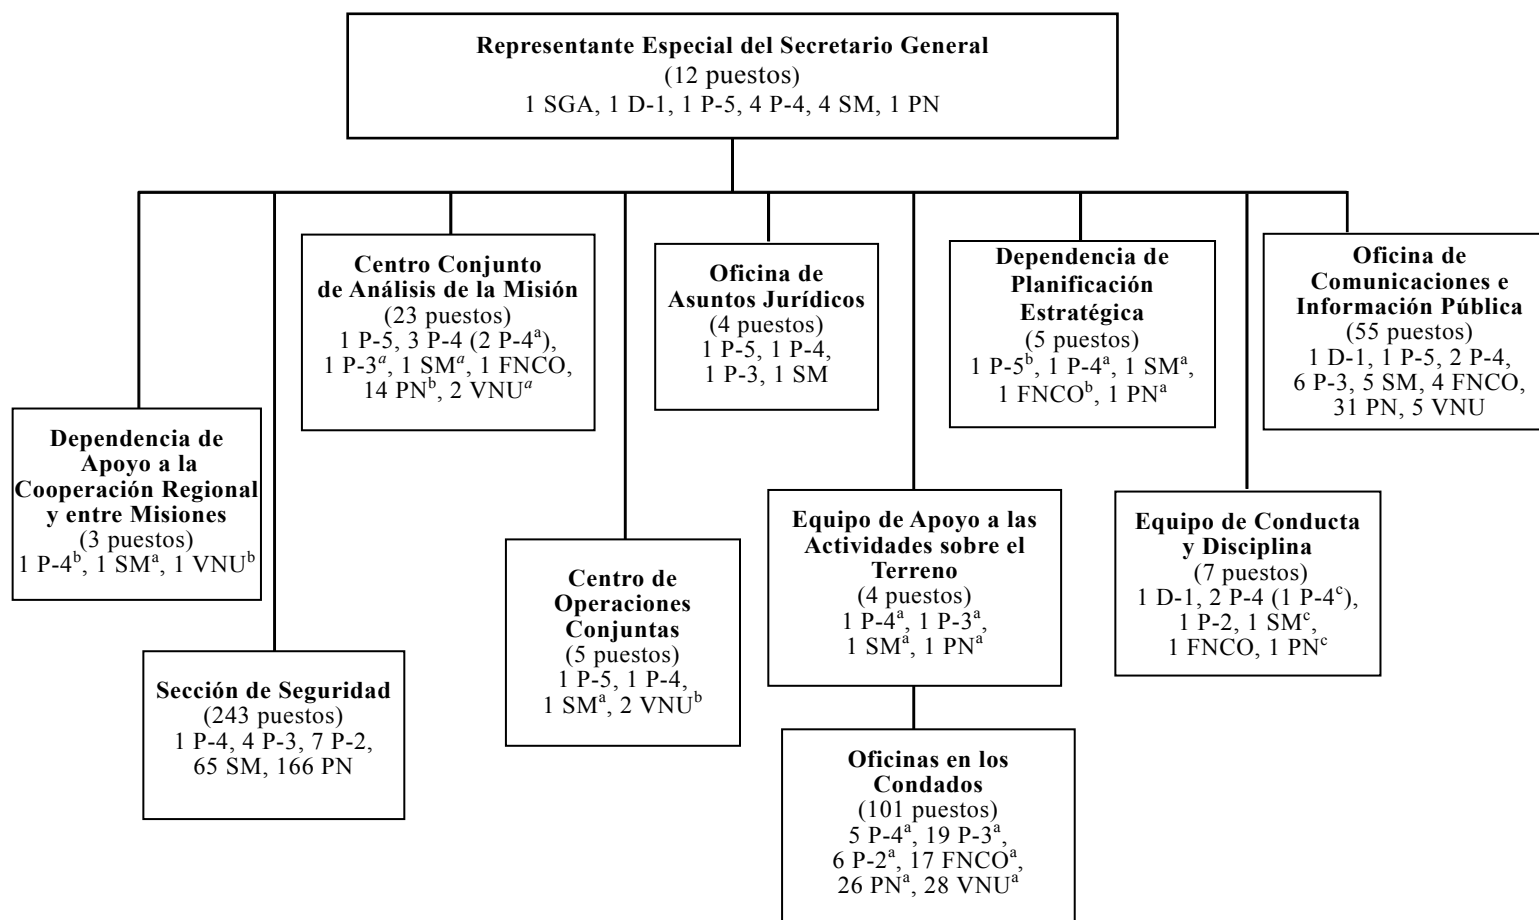 Representante Especial del Secretario General
(12 puestos)
1 SGA, 1 D-1, 1 P-5, 4 P-4, 4 SM, 1 PN
Centro Conjunto
de Análisis de la Misión
(23 puestos)
1 P-5, 3 P-4 (2 P-4ᵃ),
1 P-3ᵃ, 1 SMᵃ, 1 FNCO,
14 PNᵇ, 2 VNUᵃ
Oficina de
Asuntos Jurídicos
(4 puestos)
1 P-5, 1 P-4,
1 P-3, 1 SM
Dependencia de
Planificación
Estratégica
(5 puestos)
1 P-5ᵇ, 1 P-4ᵃ, 1 SMᵃ,
1 FNCOᵇ, 1 PNᵃ
Oficina de
Comunicaciones e
Información Pública
(55 puestos)
1 D-1, 1 P-5, 2 P-4,
6 P-3, 5 SM, 4 FNCO,
31 PN, 5 VNU
Dependencia de
Apoyo a la
Cooperación Regional
y entre Misiones
(3 puestos)
1 P-4ᵇ, 1 SMᵃ, 1 VNUᵇ
Equipo de Apoyo a las
Actividades sobre el
Terreno
(4 puestos)
1 P-4ᵃ, 1 P-3ᵃ,
1 SMᵃ, 1 PNᵃ
Equipo de Conducta
y Disciplina
(7 puestos)
1 D-1, 2 P-4 (1 P-4ᶜ),
1 P-2, 1 SMᶜ,
1 FNCO, 1 PNᶜ
Centro de
Operaciones
Conjuntas
(5 puestos)
1 P-5, 1 P-4,
1 SMᵃ, 2 VNUᵇ
Sección de Seguridad
(243 puestos)
1 P-4, 4 P-3, 7 P-2,
65 SM, 166 PN
Oficinas en los
Condados
(101 puestos)
5 P-4ᵃ, 19 P-3ᵃ,
6 P-2ᵃ, 17 FNCOᵃ,
26 PNᵃ, 28 VNUᵃ